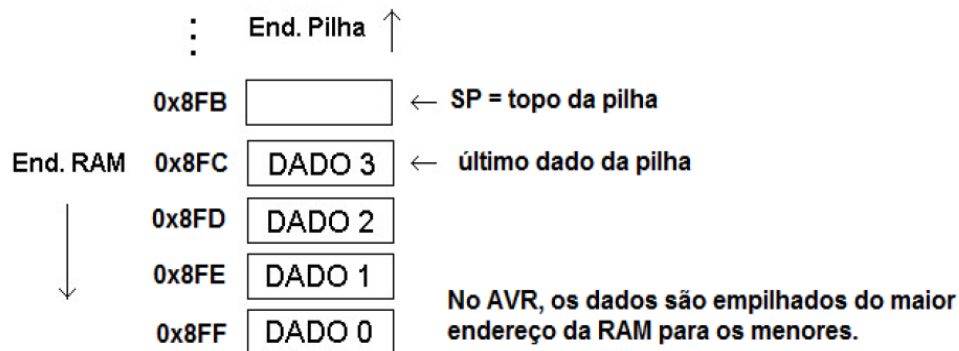 End. Pilha
0x8FB
SP = topo da pilha
End. RAM
0x8FC
DADO 3
último dado da pilha
0x8FD
DADO 2
0x8FE
DADO 1
0x8FF
DADO 0
No AVR, os dados são empilhados do maior
endereço da RAM para os menores.